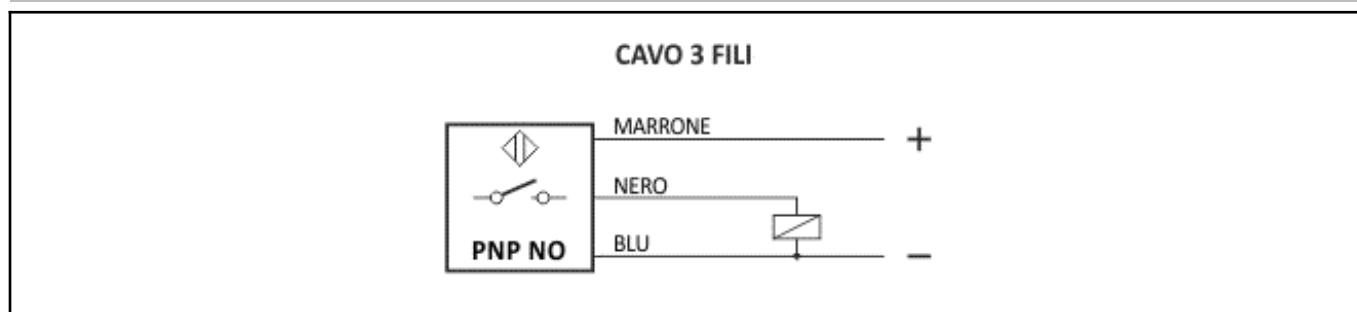 CAVO 3 FILI
MARRONE
+
NERO
BLU
−
PNP NO